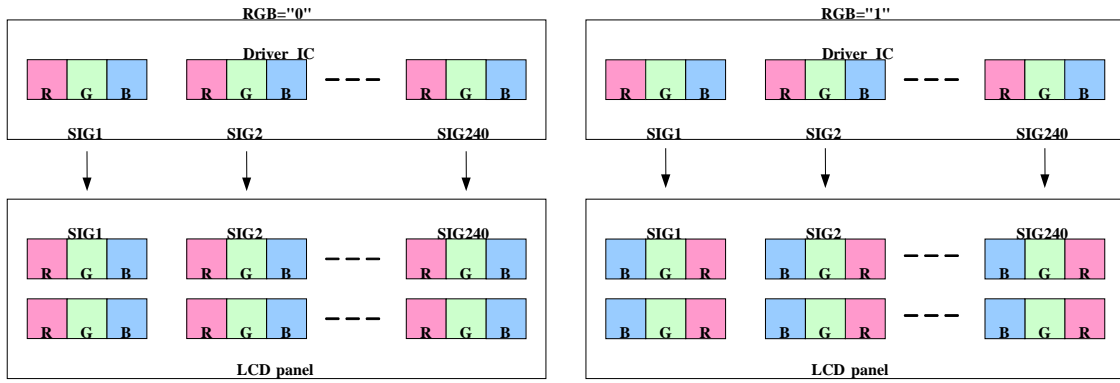 RGB="0"
Driver IC
R G B R G B R G B
SIG1 SIG2 SIG240
SIG1 SIG2 SIG240
R G B R G B R G B
R G B R G B R G B
LCD panel
RGB="1"
Driver IC
R G B R G B R G B
SIG1 SIG2 SIG240
SIG1 SIG2 SIG240
B G R B G R B G R
B G R B G R B G R
LCD panel